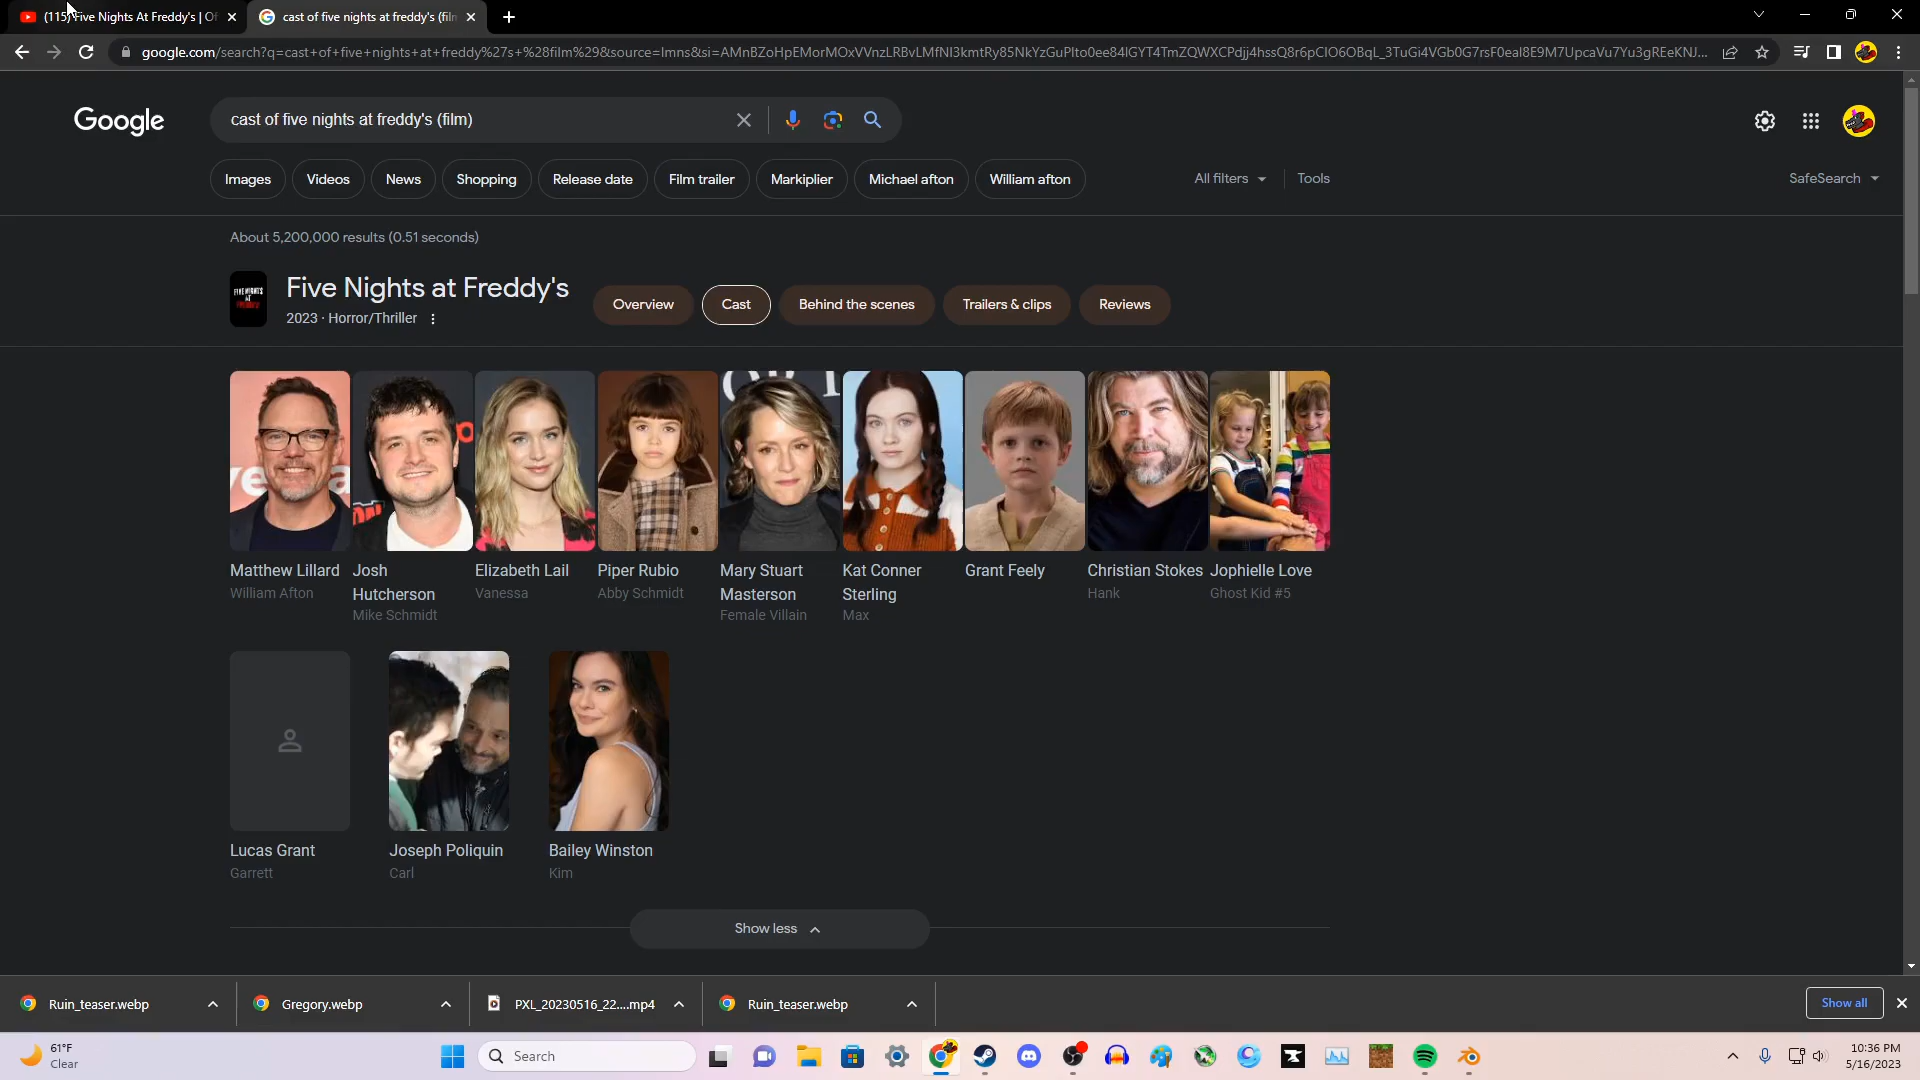 (115) Five Nights At Freddy's | Of
cast of five nights at freddy's (film
google.com/search?q=cast+of+five+nights+at+freddy%27s+%28film%29&source=lmns&si=AMnBZoHpEMorMOxVVnzLRBvLMfNI3kmtRy85NkYzGuPIto0ee84lGYT4TmZQWXCPdjj4hssQ8r6pCIO6OBqL_3TuGi4VGb0G7rsF0eal8E9M7UpcaVu7Yu3gREeKNJ...
Google
cast of five nights at freddy's (film)
Images
Videos
News
Shopping
Release date
Film trailer
Markiplier
Michael afton
William afton
All filters
Tools
SafeSearch
About 5,200,000 results (0.51 seconds)
FIVE NIGHTS
AT
FREDDY'S
Five Nights at Freddy's
2023 · Horror/Thriller
Overview
Cast
Behind the scenes
Trailers & clips
Reviews
Matthew Lillard
William Afton
Josh
Hutcherson
Mike Schmidt
Elizabeth Lail
Vanessa
Piper Rubio
Abby Schmidt
Mary Stuart
Masterson
Female Villain
Kat Conner
Sterling
Max
Grant Feely
Christian Stokes
Hank
Jophielle Love
Ghost Kid #5
Lucas Grant
Garrett
Joseph Poliquin
Carl
Bailey Winston
Kim
Show less
Ruin_teaser.webp
Gregory.webp
PXL_20230516_22....mp4
Ruin_teaser.webp
Show all
61°F
Clear
Search
10:36 PM
5/16/2023